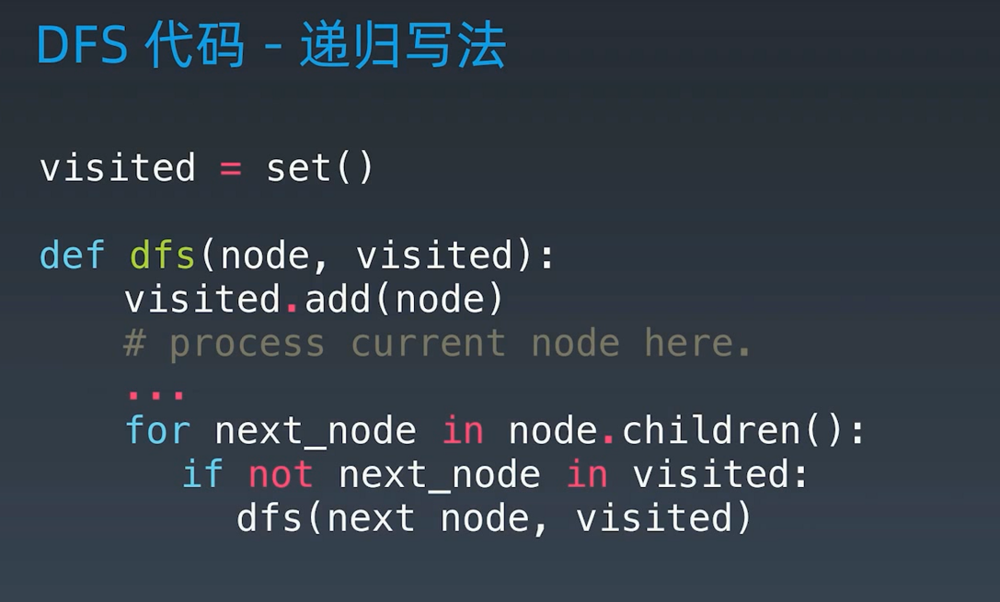 DFS 代码 - 递归写法
visited = set()
def dfs(node, visited):
visited.add(node)
# process current node here.
...
for next_node in node.children():
if not next_node in visited:
dfs(next node, visited)